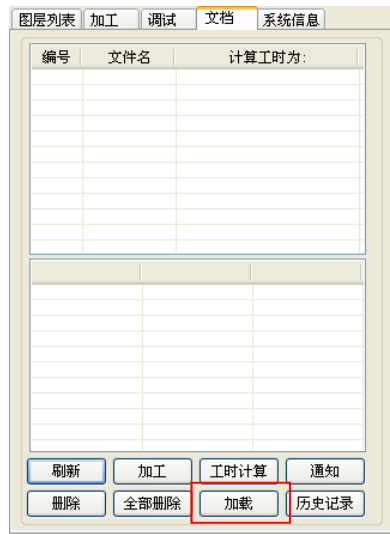 图层列表 加工 调试 文档 系统信息
编号 文件名 计算工时为:
刷新 加工 工时计算 通知
删除 全部删除 加载 历史记录